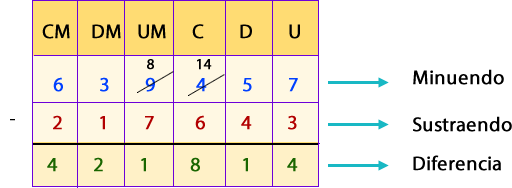 CM DM UM C D U
8 14
6 3 9 4 5 7 Minuendo
- 2 1 7 6 4 3 Sustraendo
4 2 1 8 1 4 Diferencia